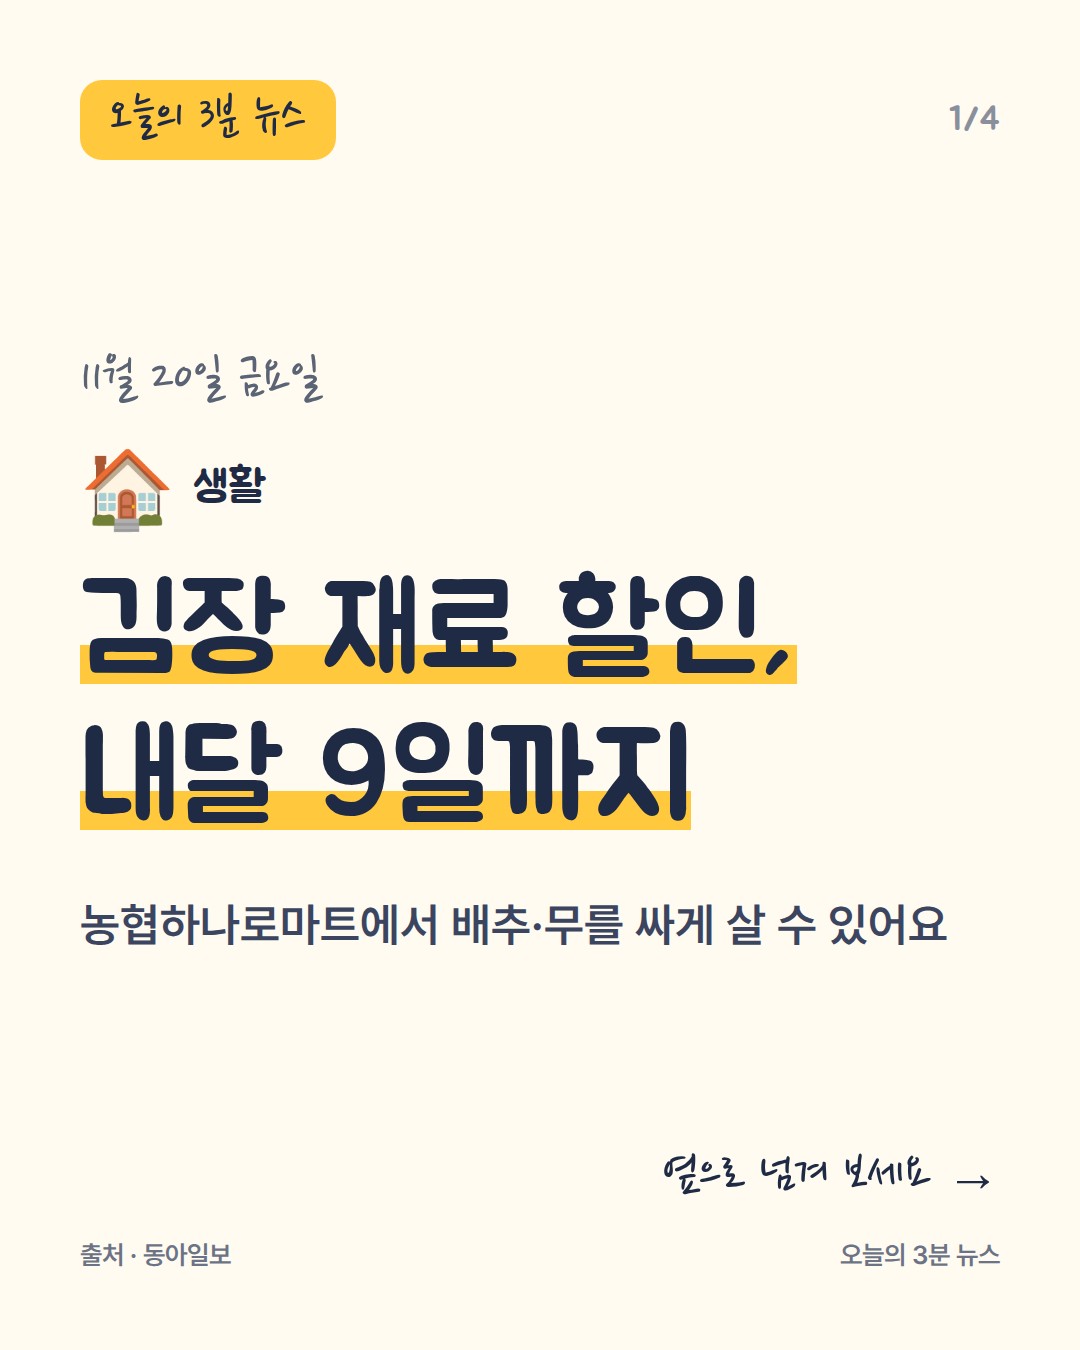 오늘의 3분 뉴스
1/4
11월 20일 금요일
생활
김장 재료 할인,
내달 9일까지
농협하나로마트에서 배추·무를 싸게 살 수 있어요
옆으로 넘겨 보세요 →
출처 · 동아일보
오늘의 3분 뉴스